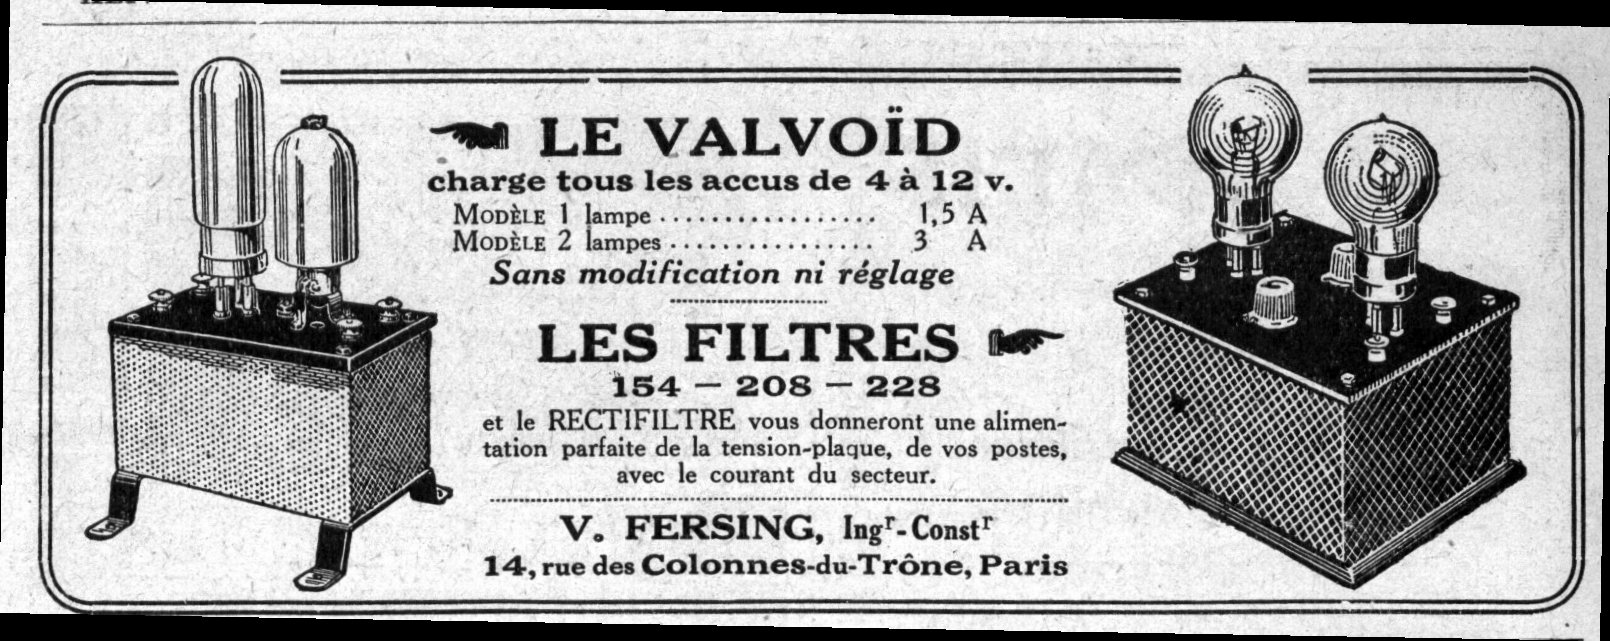 LE VALVOÏD
charge tous les accus de 4 à 12 v.
MODÈLE 1 lampe ................. 1,5 A
MODÈLE 2 lampes ................ 3 A
Sans modification ni réglage
LES FILTRES
154 — 208 — 228
et le RECTIFILTRE vous donneront une alimen-
tation parfaite de la tension-plaque, de vos postes,
avec le courant du secteur.
V. FERSING, Ingʳ-Constʳ
14, rue des Colonnes-du-Trône, Paris